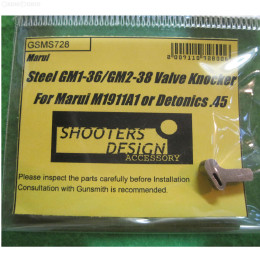 GSMS728
Marui
Steel GM1-36/GM2-38 Valve Knocker
For Marui M1911A1 or Detonics .45
SHOOTERS
DESIGN
ACCESSORY
Please inspect the parts carefully before Installation
Consultation with Gunsmith is recommended.